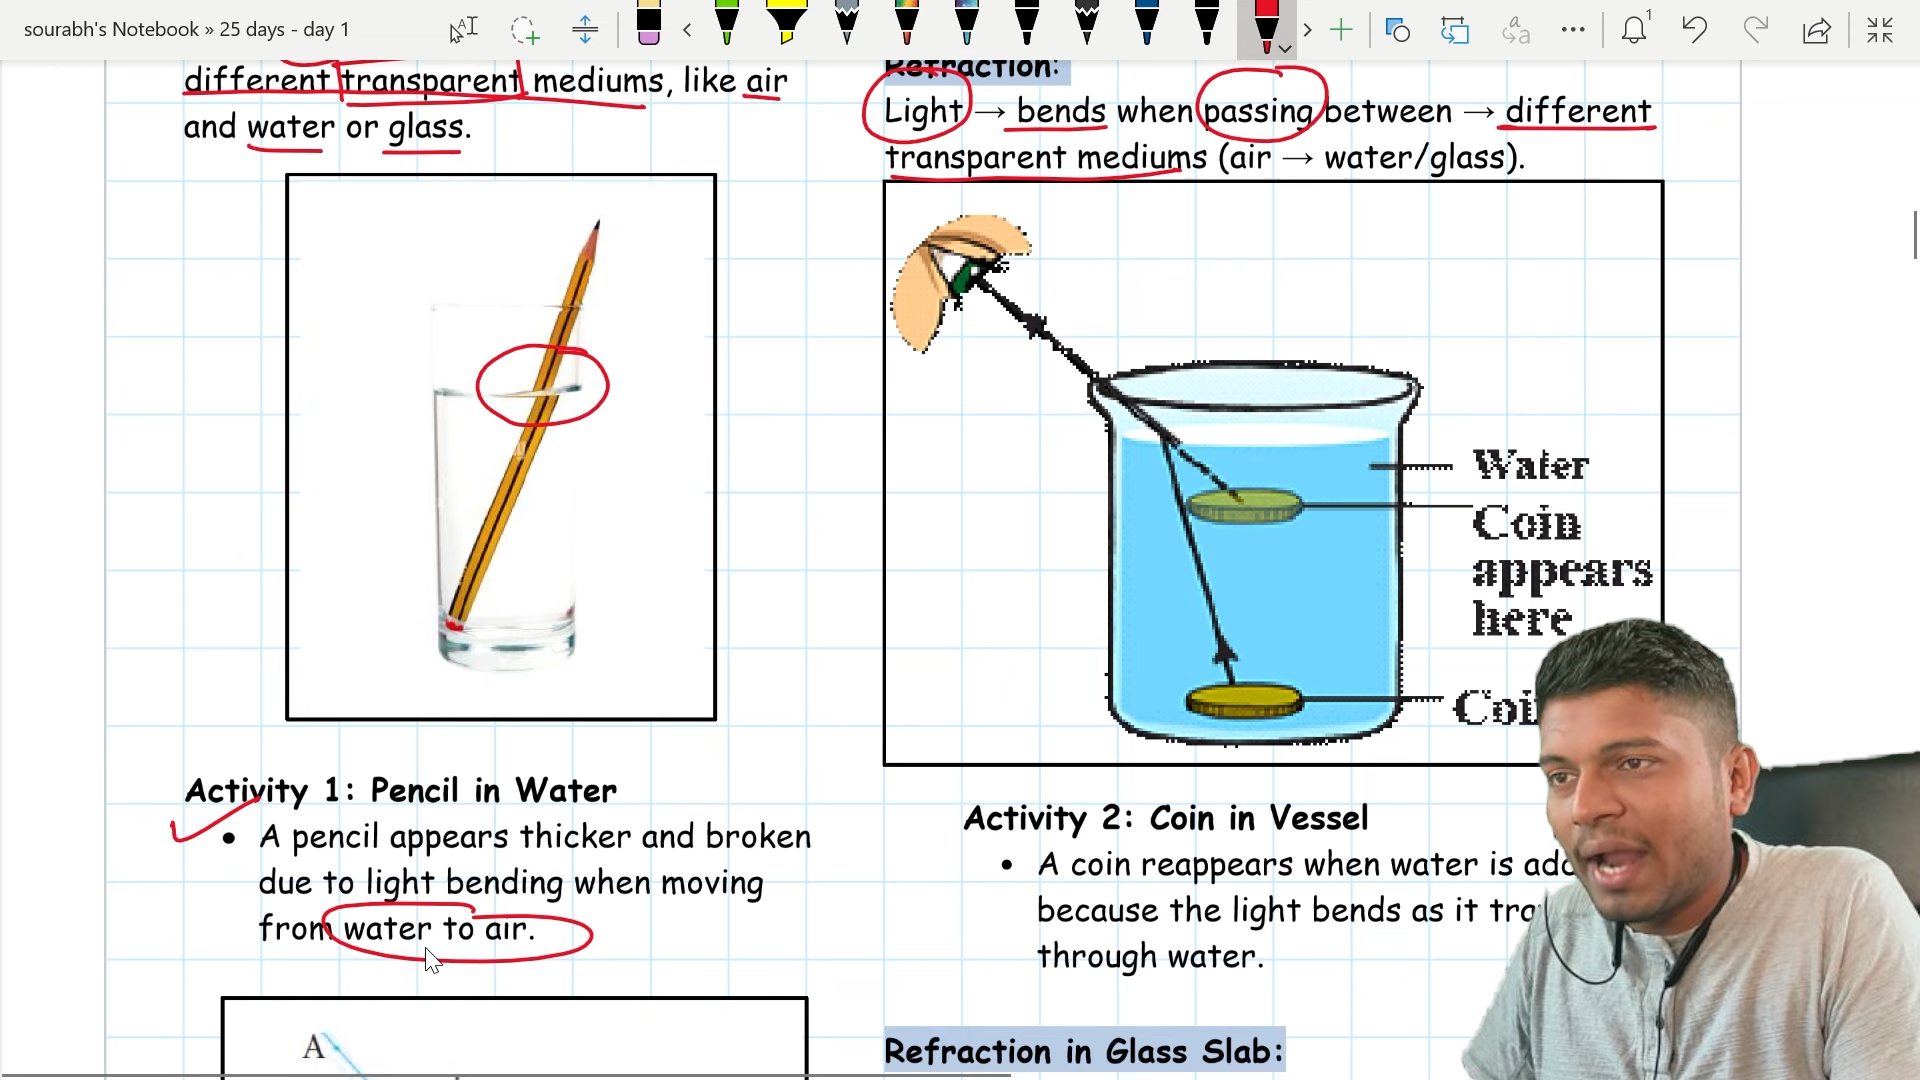 sourabh's Notebook » 25 days - day 1
1
different transparent mediums, like air
and water or glass.
Activity 1: Pencil in Water
• A pencil appears thicker and broken
due to light bending when moving
from water to air.
A
Refraction:
Light → bends when passing between → different
transparent mediums (air → water/glass).
Water
Coin
appears
here
Activity 2: Coin in Vessel
• A coin reappears when water is
because the light bends as it
through water.
Refraction in Glass Slab: